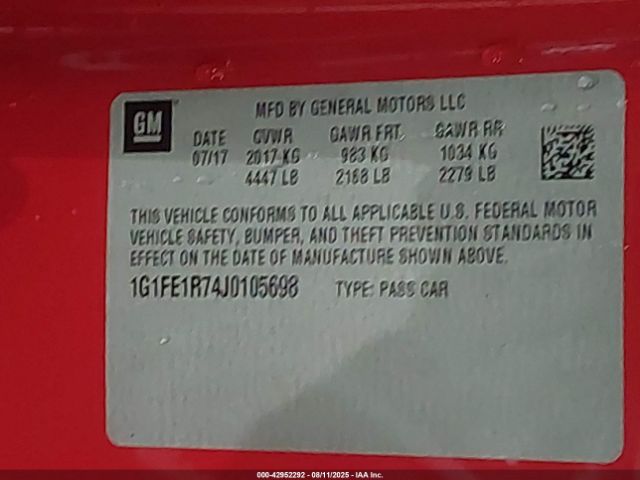 GM
MFD BY GENERAL MOTORS LLC
DATE GVWR GAWR FRT. GAWR RR
07/17 2017 KG 983 KG 1034 KG
4447 LB 2168 LB 2279 LB
THIS VEHICLE CONFORMS TO ALL APPLICABLE U.S. FEDERAL MOTOR
VEHICLE SAFETY, BUMPER, AND THEFT PREVENTION STANDARDS IN
EFFECT ON THE DATE OF MANUFACTURE SHOWN ABOVE.
1G1FE1R74J0105698 TYPE: PASS CAR
000-42952292 - 08/11/2025 - IAA Inc.